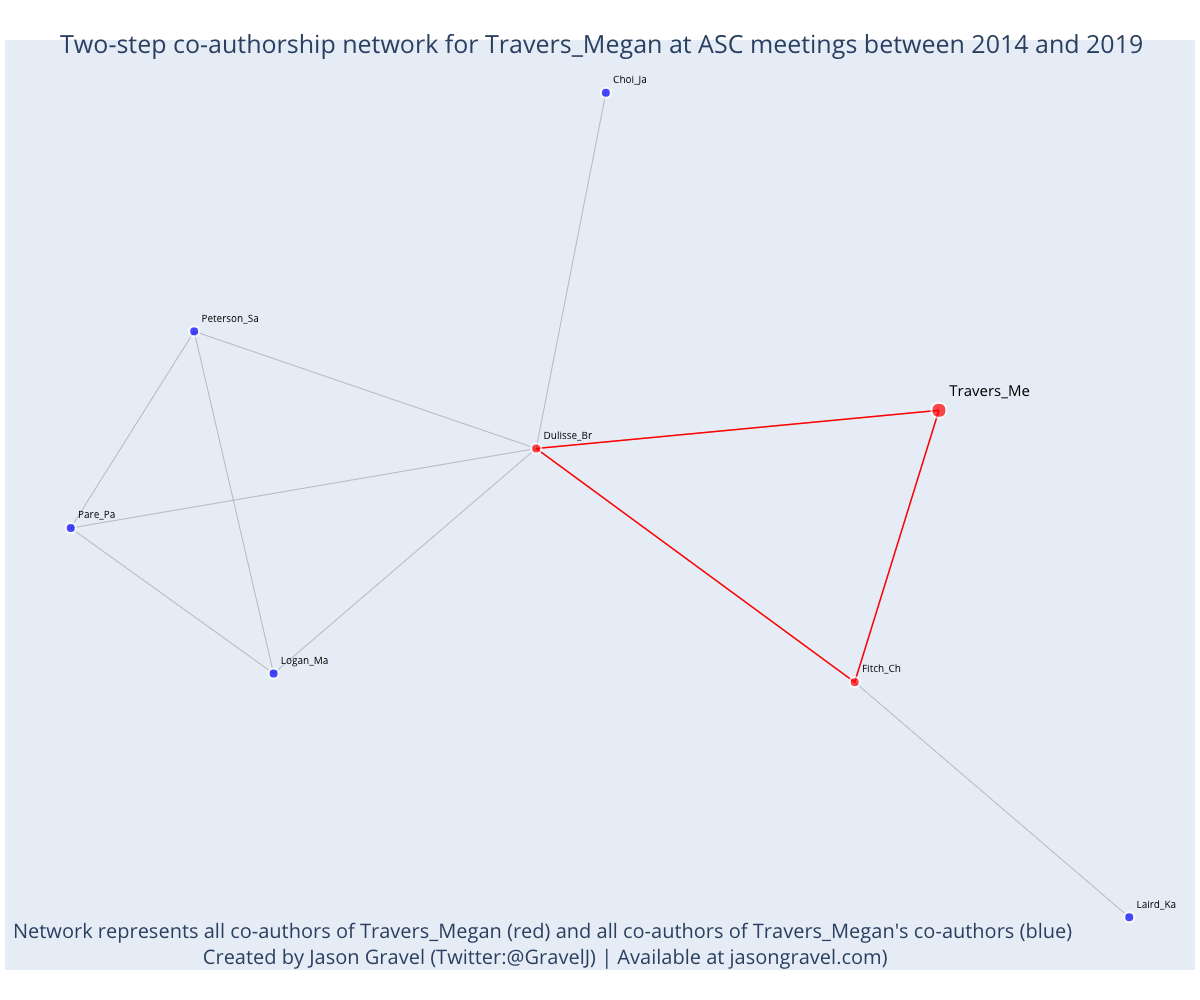 Two-step co-authorship network for Travers_Megan at ASC meetings between 2014 and 2019
Choi_Ja
Peterson_Sa
Travers_Me
Dulisse_Br
Pare_Pa
Logan_Ma
Fitch_Ch
Laird_Ka
Network represents all co-authors of Travers_Megan (red) and all co-authors of Travers_Megan's co-authors (blue)
Created by Jason Gravel (Twitter:@GravelJ) | Available at jasongravel.com)